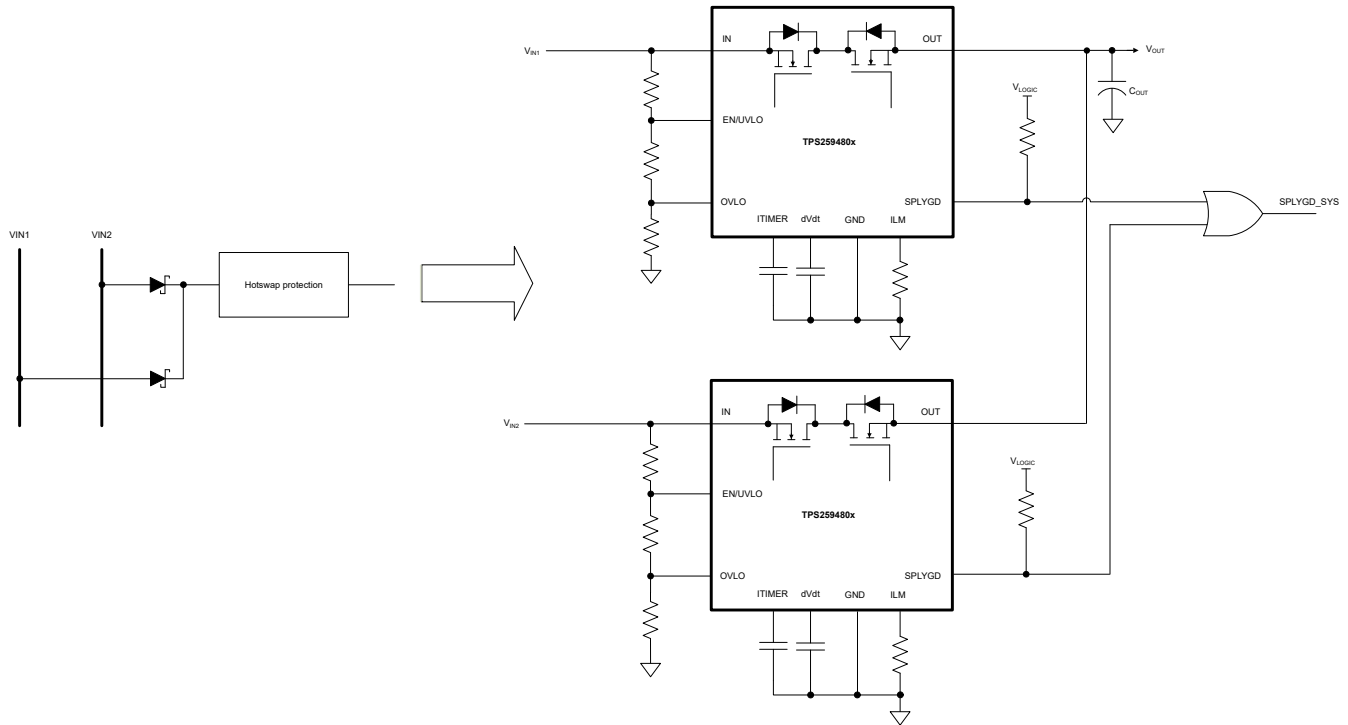 VIN1
VIN2
Hotswap protection
VIN1
IN
OUT
VOUT
COUT
VLOGIC
EN/UVLO
TPS259480x
OVLO
SPLYGD
ITIMER dVdt GND ILM
SPLYGD_SYS
VIN2
IN
OUT
VLOGIC
EN/UVLO
TPS259480x
OVLO
SPLYGD
ITIMER dVdt GND ILM